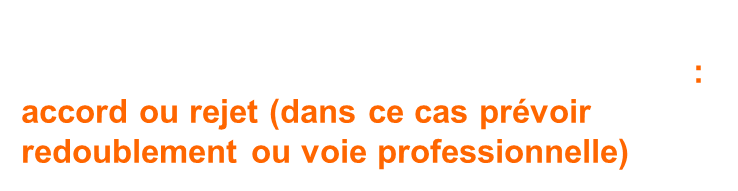 :
accord ou rejet (dans ce cas prévoir
redoublement ou voie professionnelle)